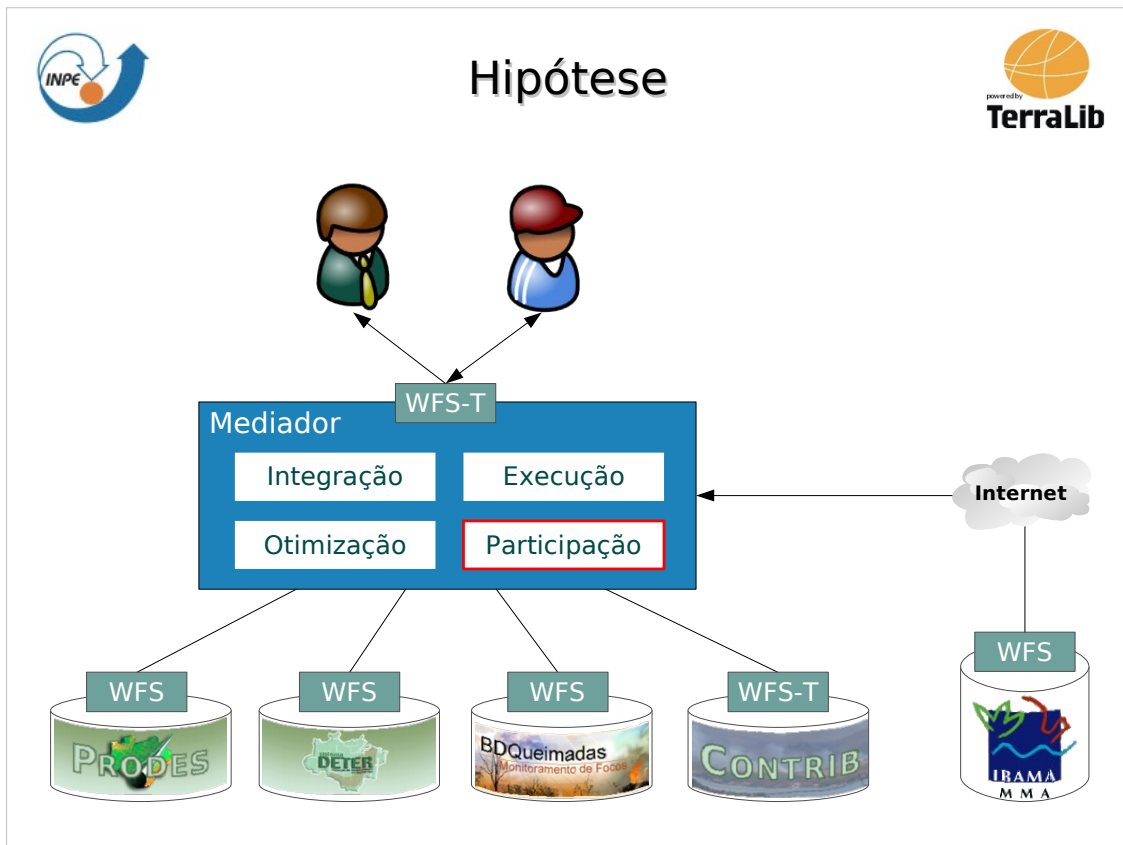 INPE
Hipótese
powered by
TerraLib
WFS-T
Mediador
Integração
Execução
Otimização
Participação
Internet
WFS
WFS
WFS
WFS-T
WFS
PRODES
DETER
BDQueimadas
Monitoramento de Focos
CONTRIB
IBAMA
M M A